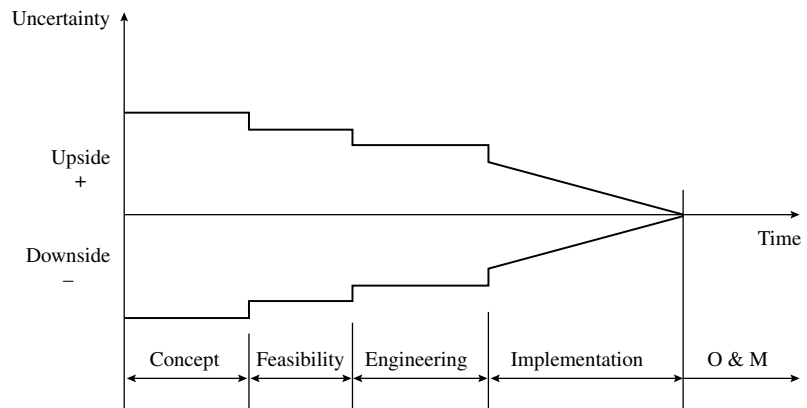 Uncertainty
Upside
+
Time
Downside
–
Concept
Feasibility
Engineering
Implementation
O & M